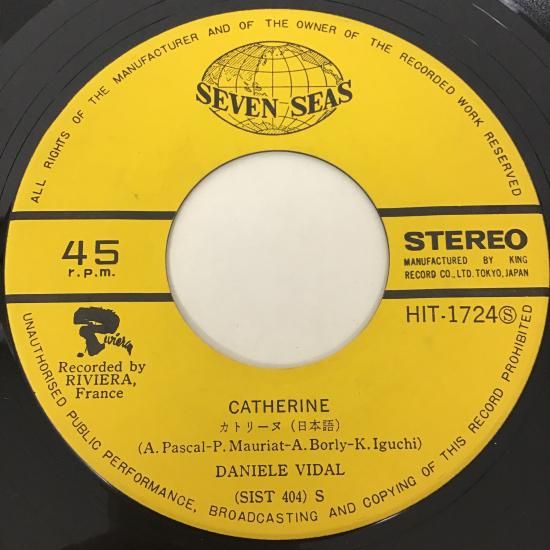 ALL RIGHTS OF THE MANUFACTURER AND OF THE OWNER OF THE RECORDED WORK RESERVED
SEVEN SEAS
45
r.p.m.
STEREO
MANUFACTURED BY KING
RECORD CO., LTD. TOKYO, JAPAN
HIT-1724Ⓢ
Riviera
Recorded by
RIVIERA,
France
CATHERINE
カトリーヌ (日本語)
(A. Pascal-P. Mauriat-A. Borly-K. Iguchi)
DANIELE VIDAL
(SIST 404) S
UNAUTHORISED PUBLIC PERFORMANCE, BROADCASTING AND COPYING OF THIS RECORD PROHIBITED